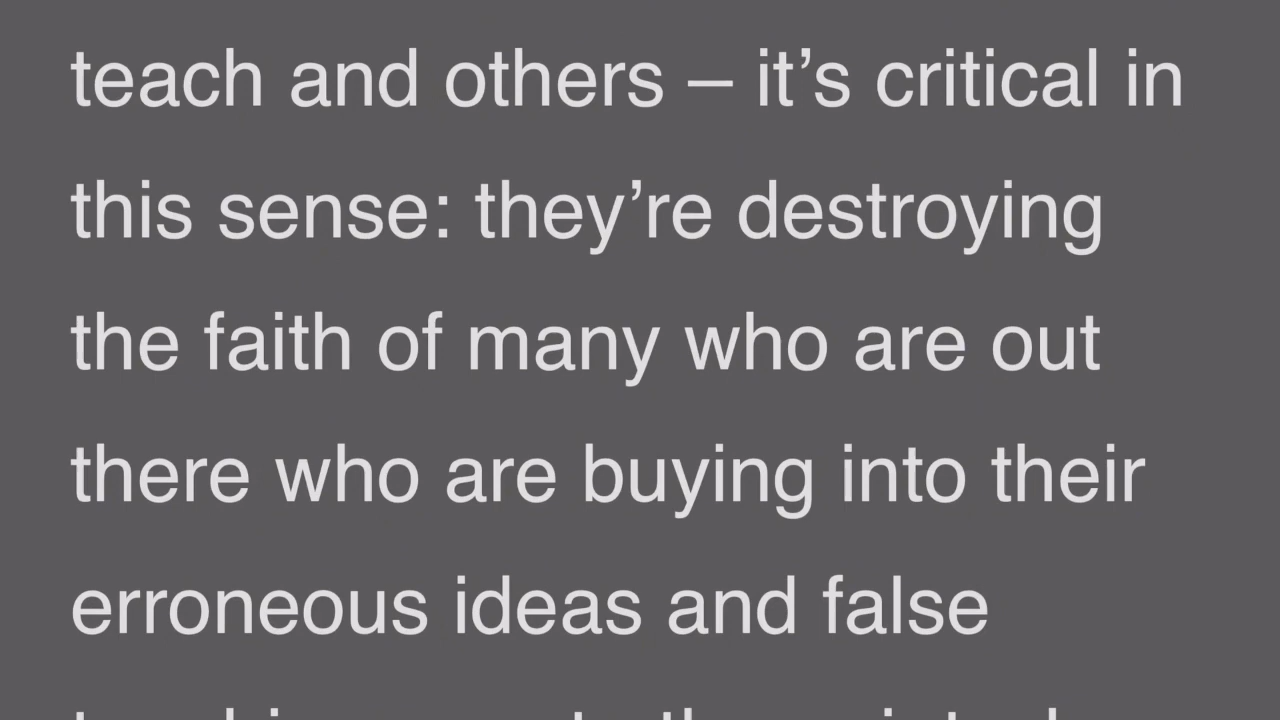 teach and others – it’s critical in
this sense: they’re destroying
the faith of many who are out
there who are buying into their
erroneous ideas and false